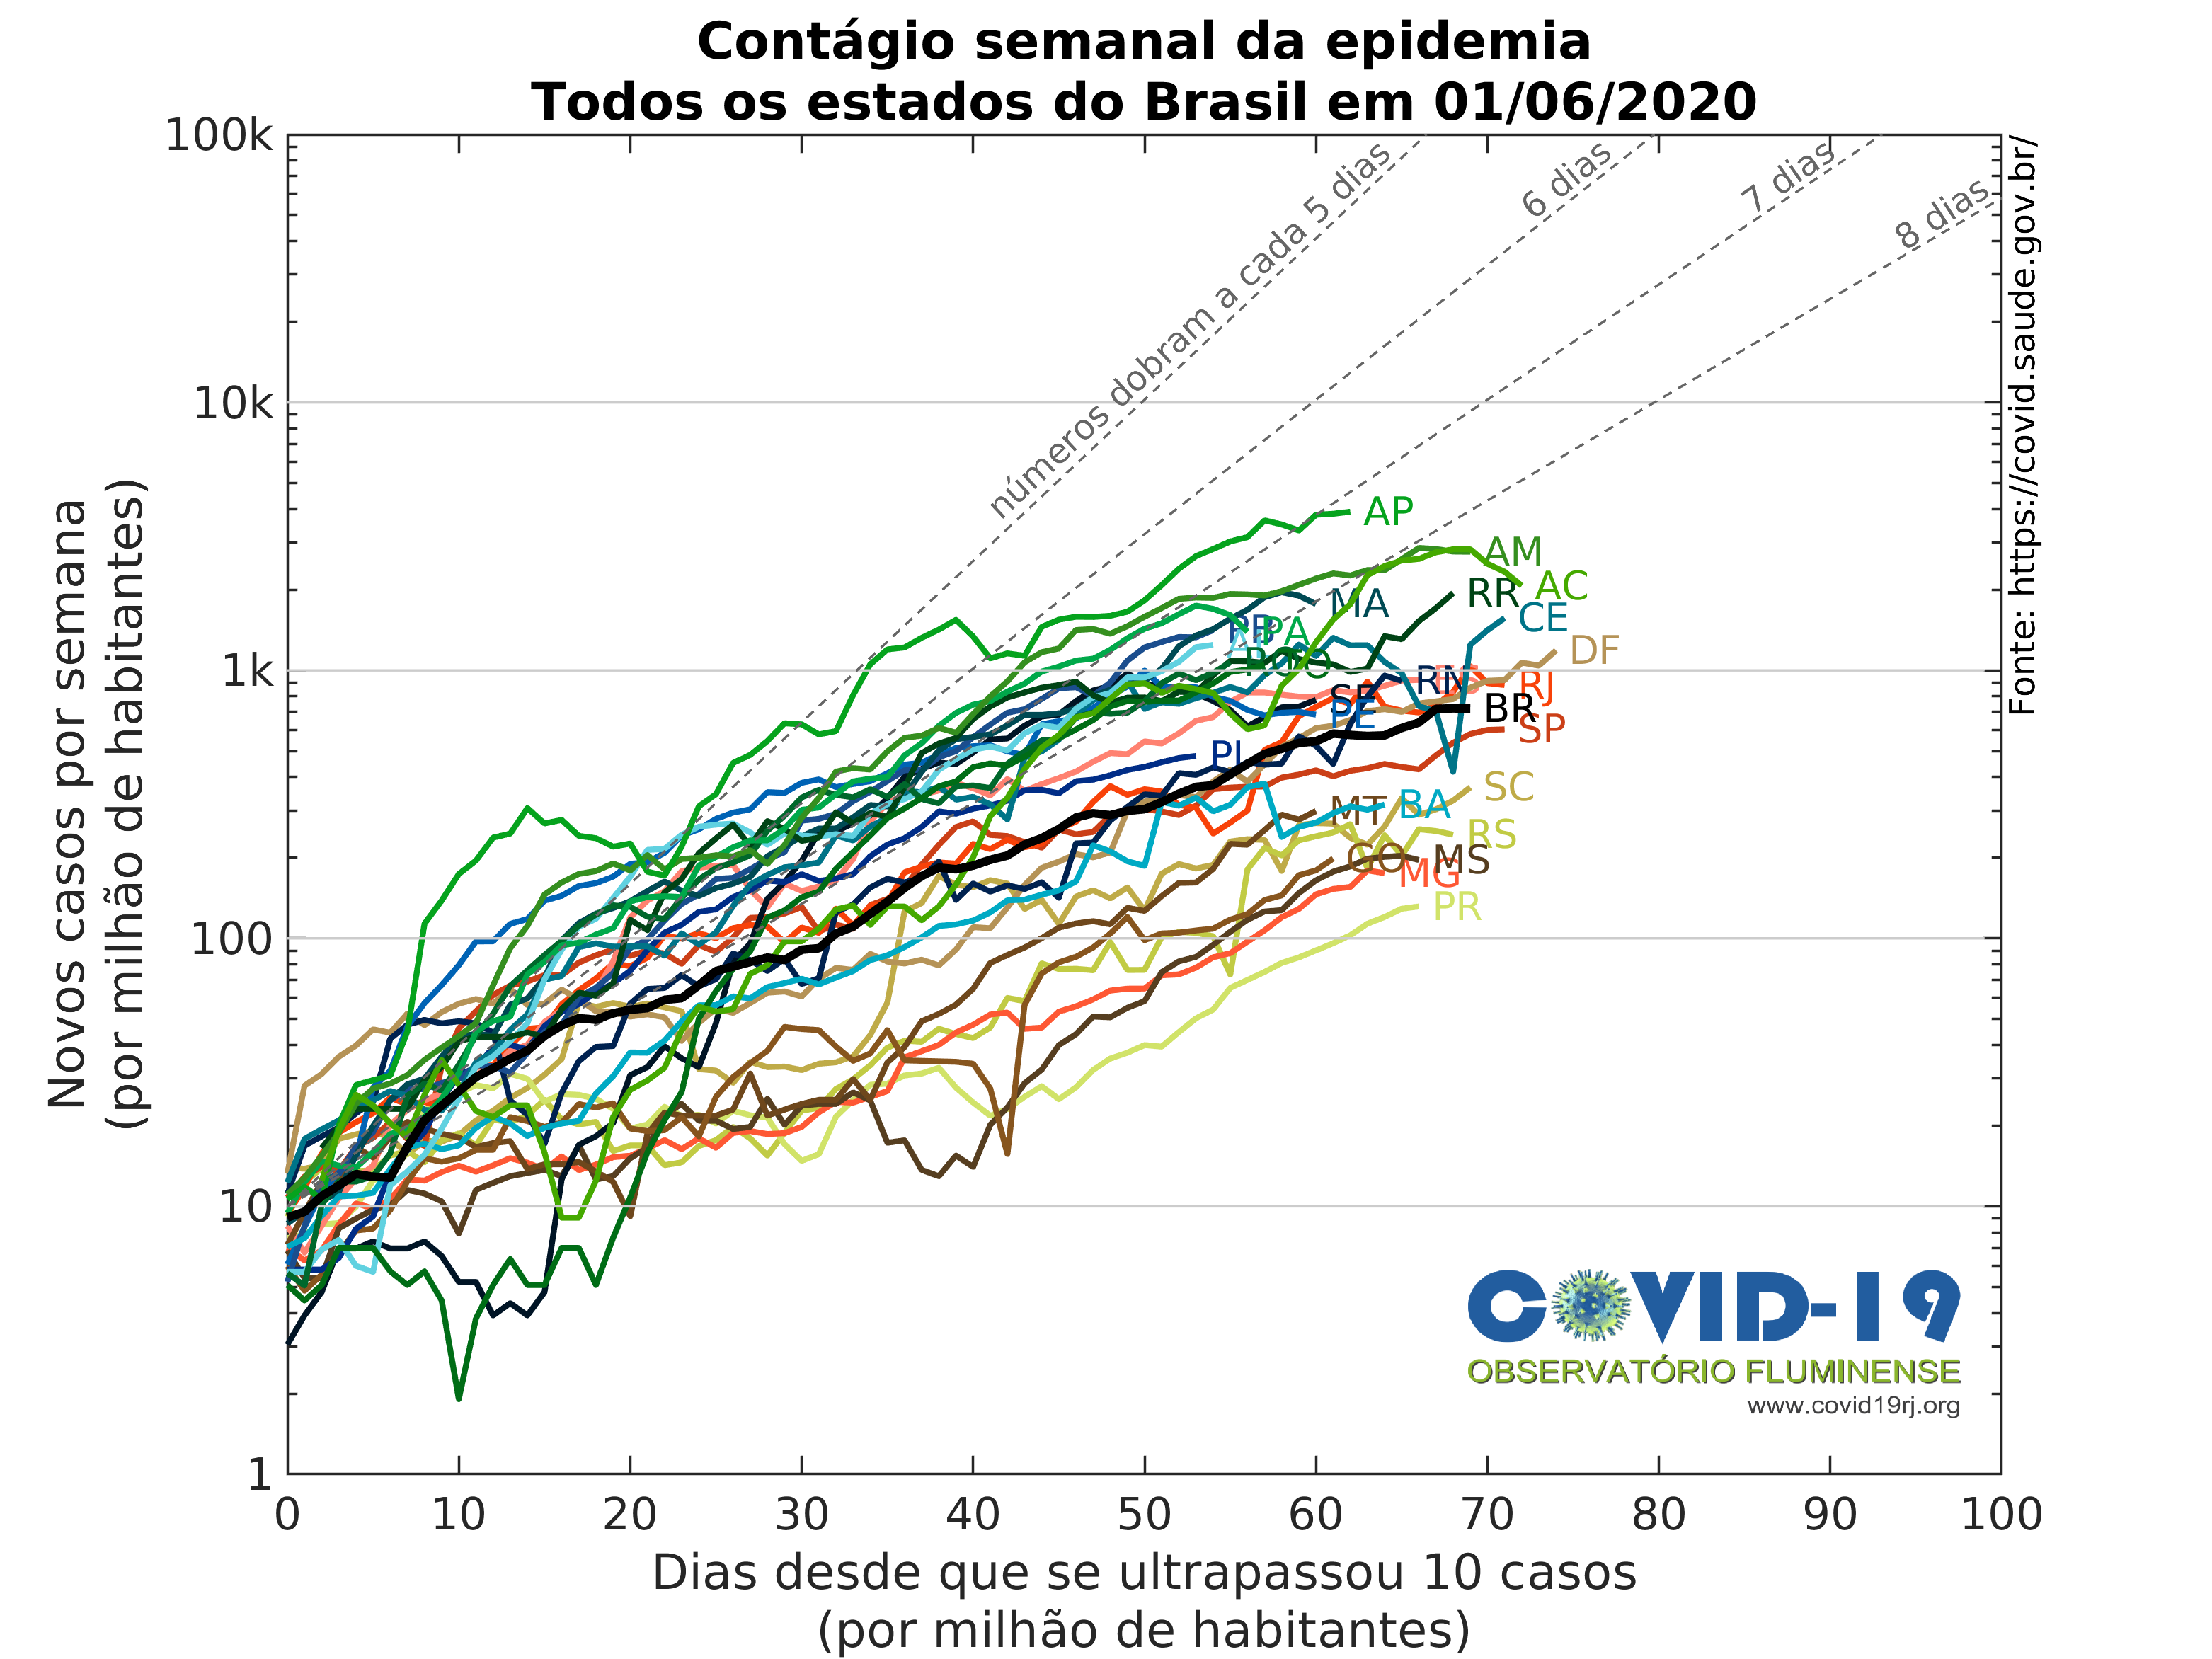 Contágio semanal da epidemia
Todos os estados do Brasil em 01/06/2020
Novos casos por semana
(por milhão de habitantes)
100k
10k
1k
100
10
1
números dobram a cada 5 dias
6 dias
7 dias
8 dias
Fonte: https://covid.saude.gov.br/
AP
AM
AC
RR
MA
CE
PB
PA
DF
RN
RJ
SE
PE
BR
SP
PI
SC
MT
BA
RS
GO
MS
MG
PR
COVID-19
OBSERVATÓRIO FLUMINENSE
www.covid19rj.org
0 10 20 30 40 50 60 70 80 90 100
Dias desde que se ultrapassou 10 casos
(por milhão de habitantes)